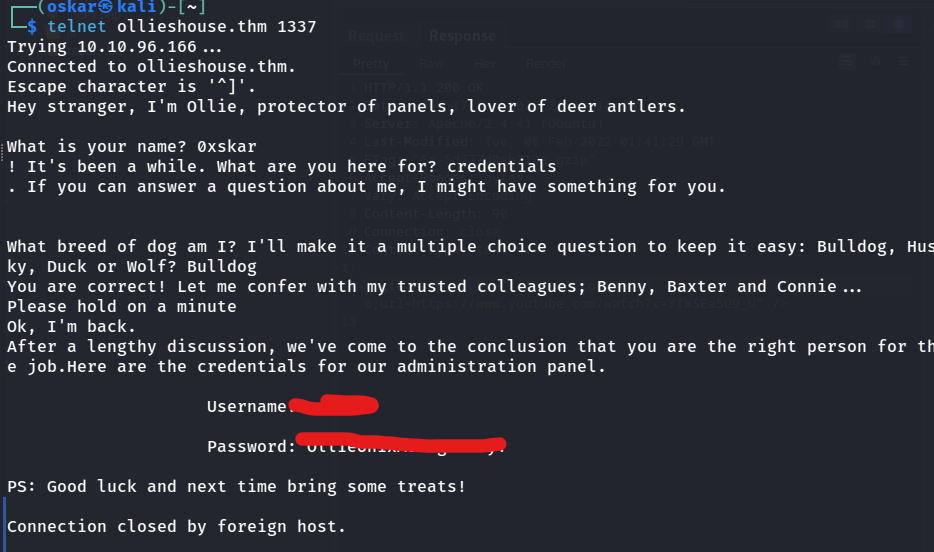 ┌──(oskar㉿kali)-[~]
└─$ telnet ollieshouse.thm 1337
Trying 10.10.96.166...
Connected to ollieshouse.thm.
Escape character is '^]'.
Hey stranger, I'm Ollie, protector of panels, lover of deer antlers.
What is your name? 0xskar
! It's been a while. What are you here for? credentials
. If you can answer a question about me, I might have something for you.
What breed of dog am I? I'll make it a multiple choice question to keep it easy: Bulldog, Hus
ky, Duck or Wolf? Bulldog
You are correct! Let me confer with my trusted colleagues; Benny, Baxter and Connie...
Please hold on a minute
Ok, I'm back.
After a lengthy discussion, we've come to the conclusion that you are the right person for th
e job.Here are the credentials for our administration panel.
Username:
Password:
PS: Good luck and next time bring some treats!
Connection closed by foreign host.